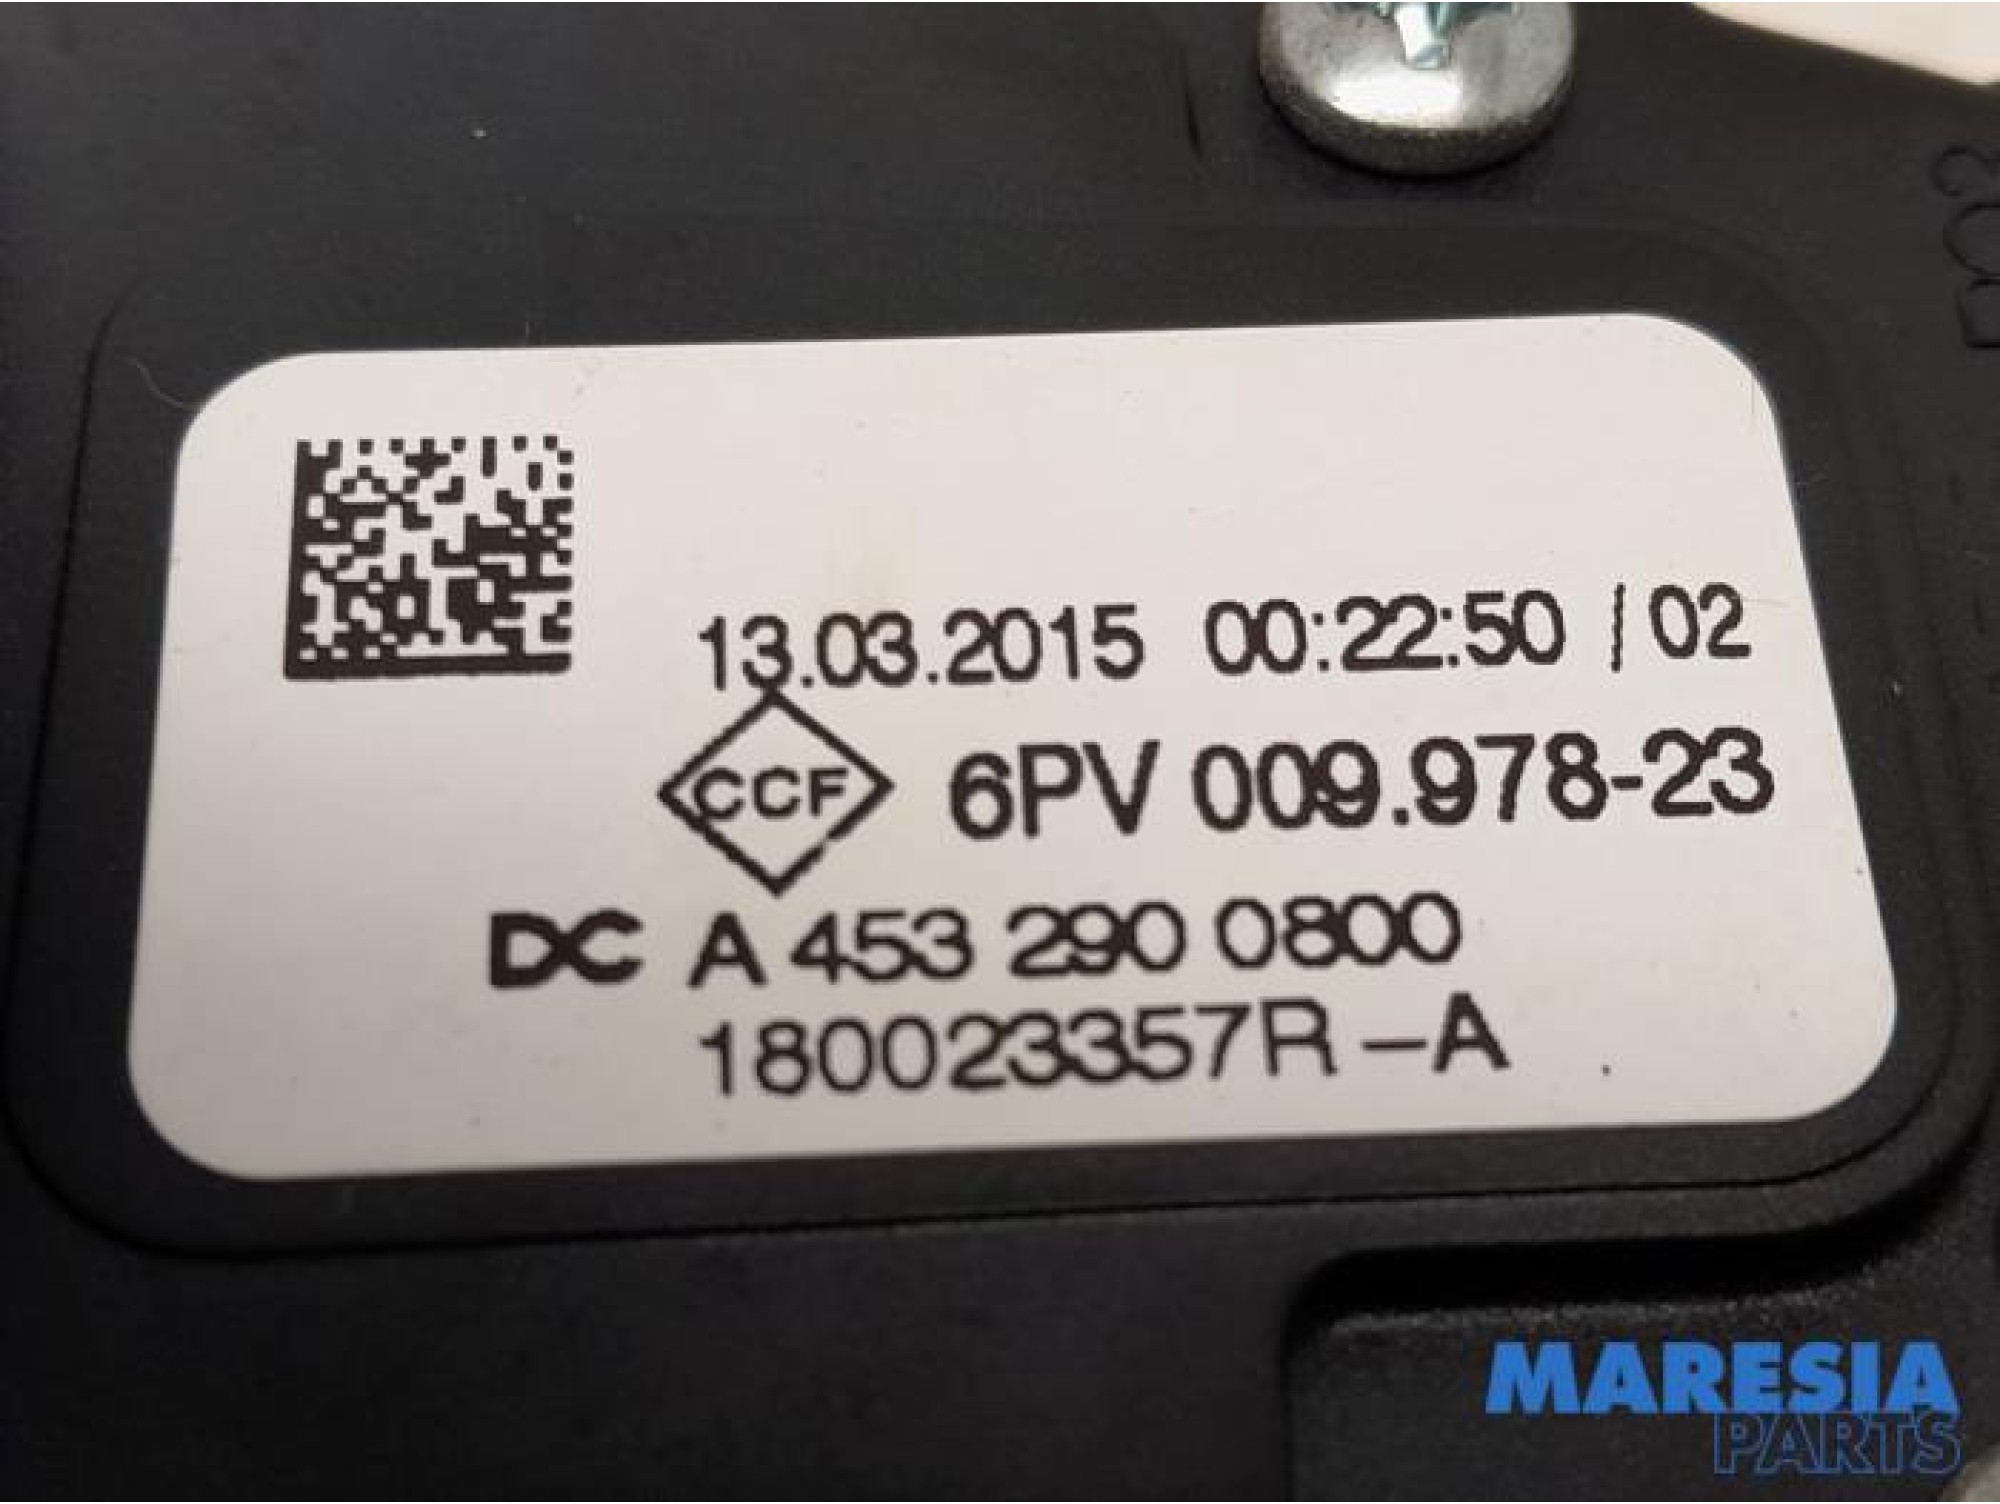 13.03.2015 00:22:50 / 02
CCF 6PV 009.978-23
DC A 453 290 0800
180023357R-A
MARESIA
PARTS